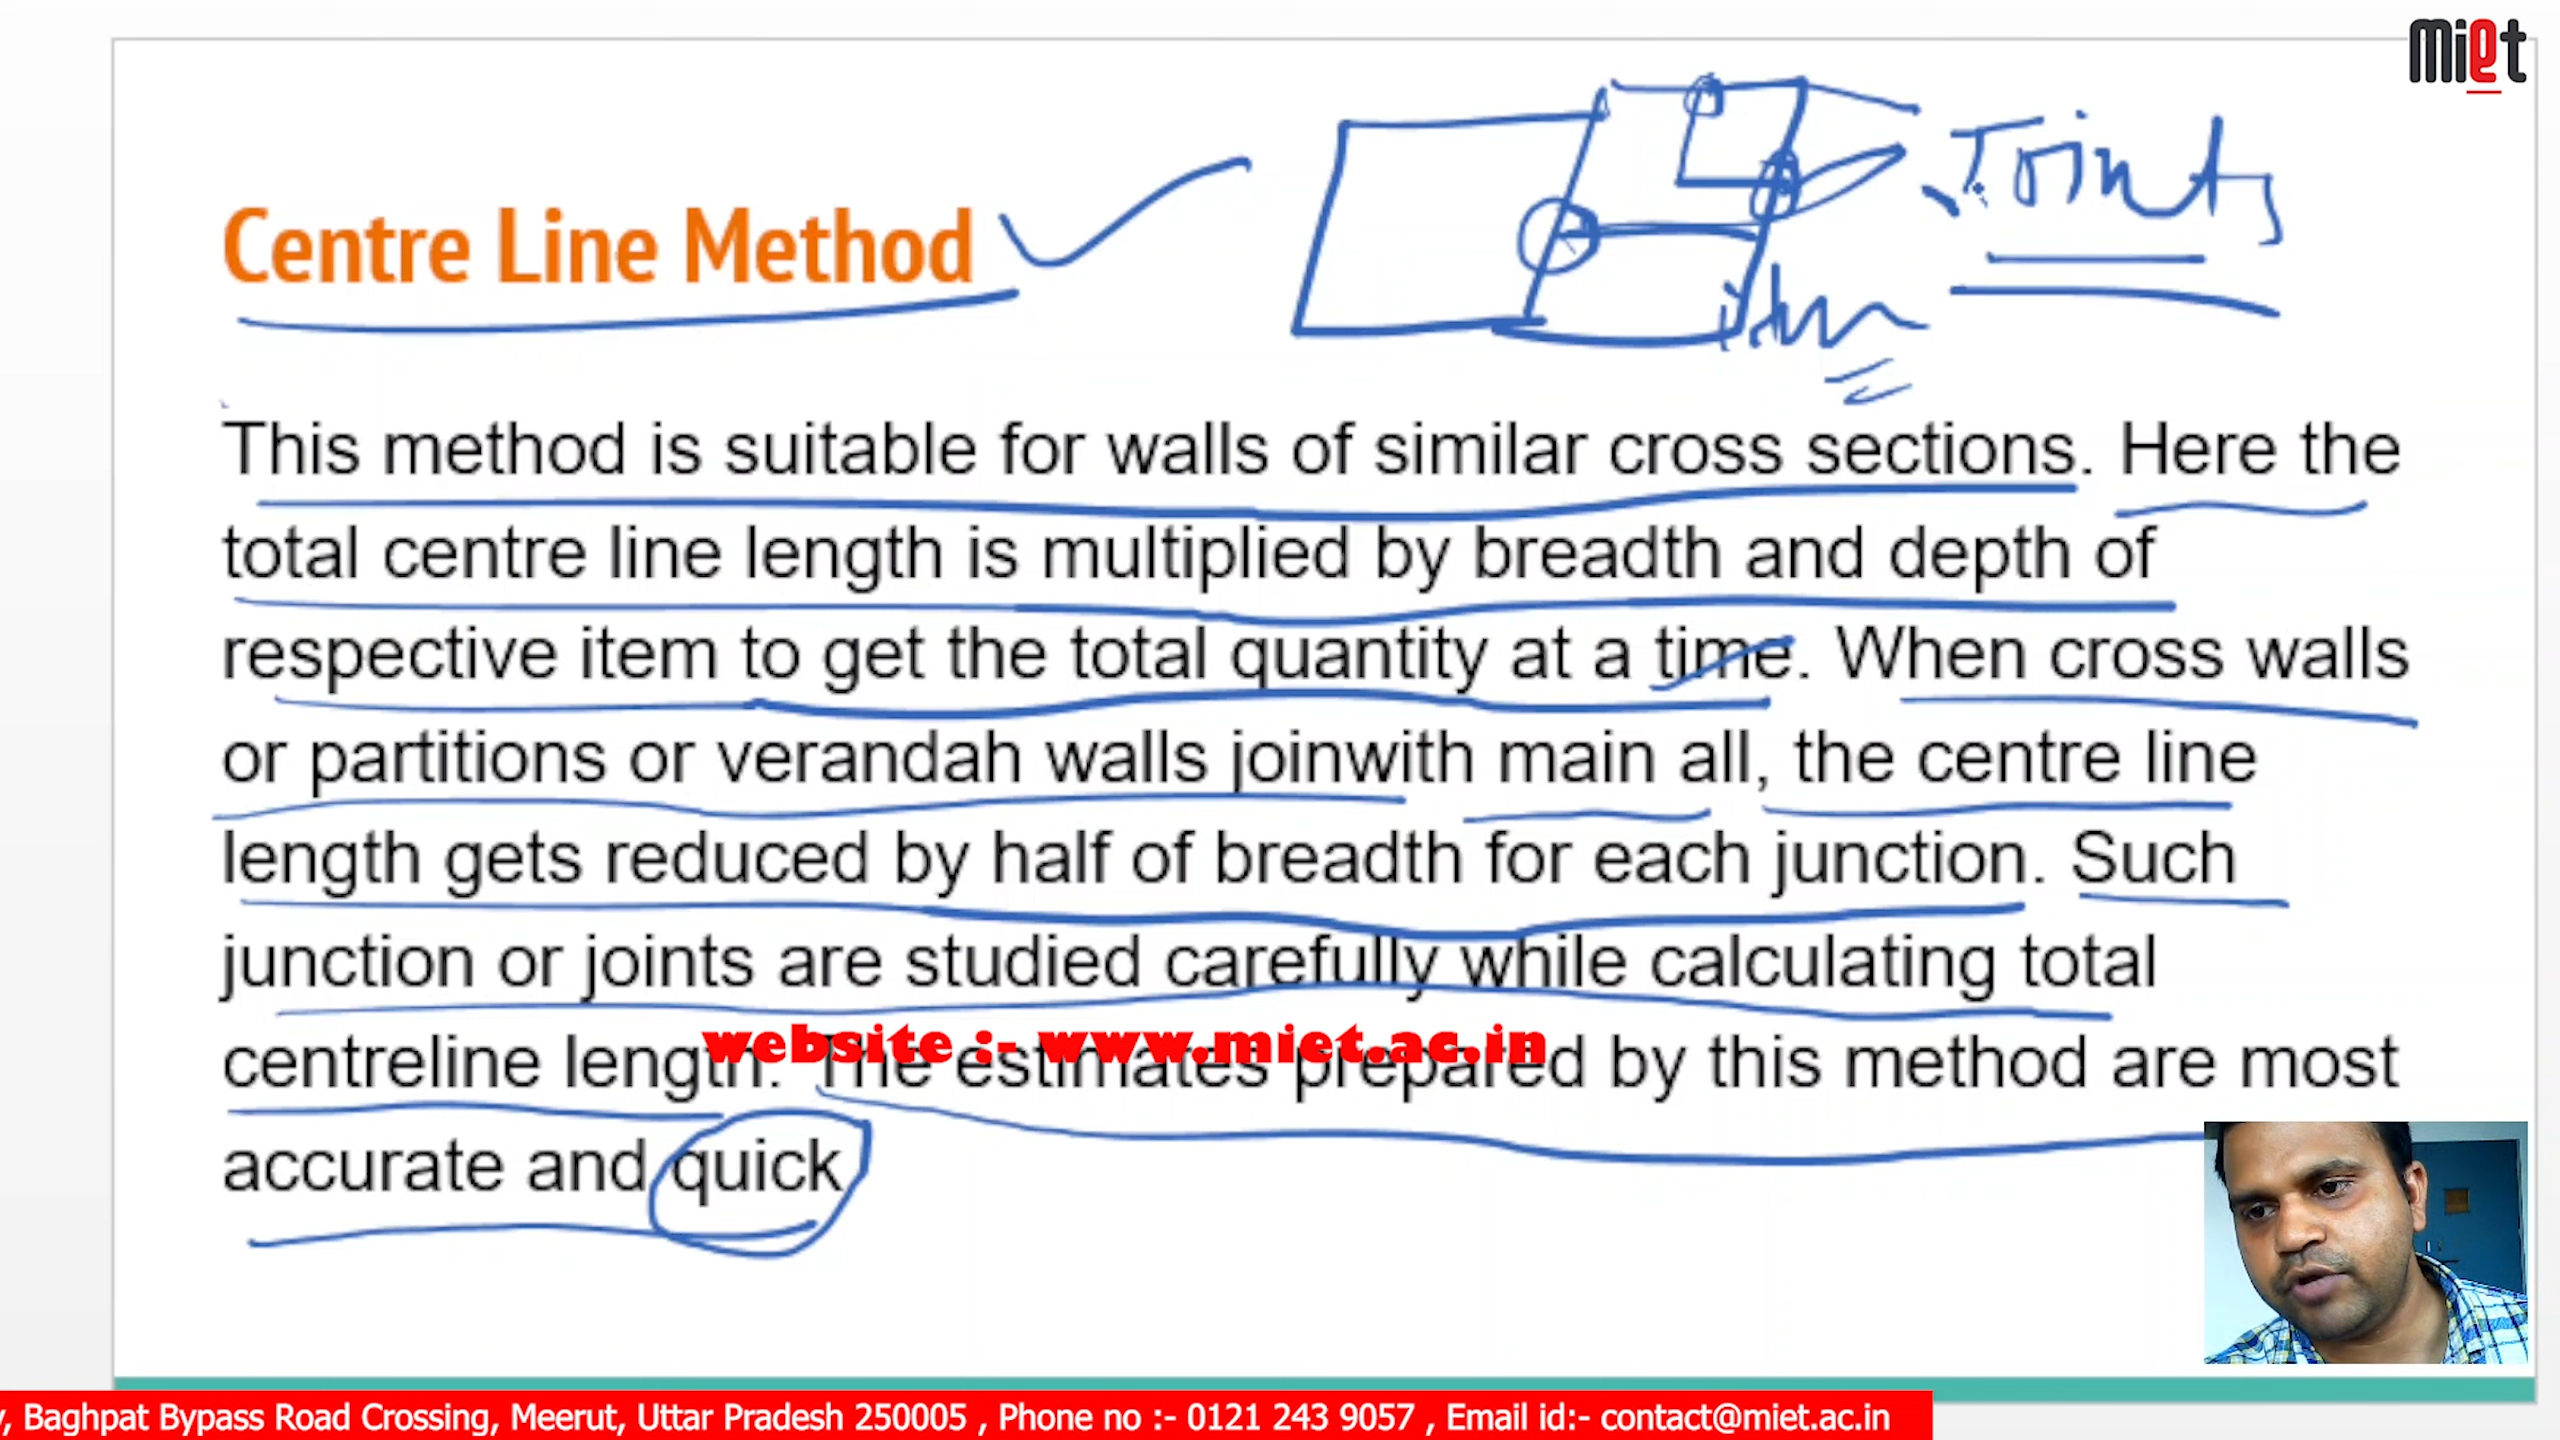 miet
Joints
Centre Line Method
This method is suitable for walls of similar cross sections. Here the
total centre line length is multiplied by breadth and depth of
respective item to get the total quantity at a time. When cross walls
or partitions or verandah walls joinwith main all, the centre line
length gets reduced by half of breadth for each junction. Such
junction or joints are studied carefully while calculating total
website :- www.miet.ac.in
centreline length. The estimates prepared by this method are most
accurate and quick
, Baghpat Bypass Road Crossing, Meerut, Uttar Pradesh 250005 , Phone no :- 0121 243 9057 , Email id:- contact@miet.ac.in